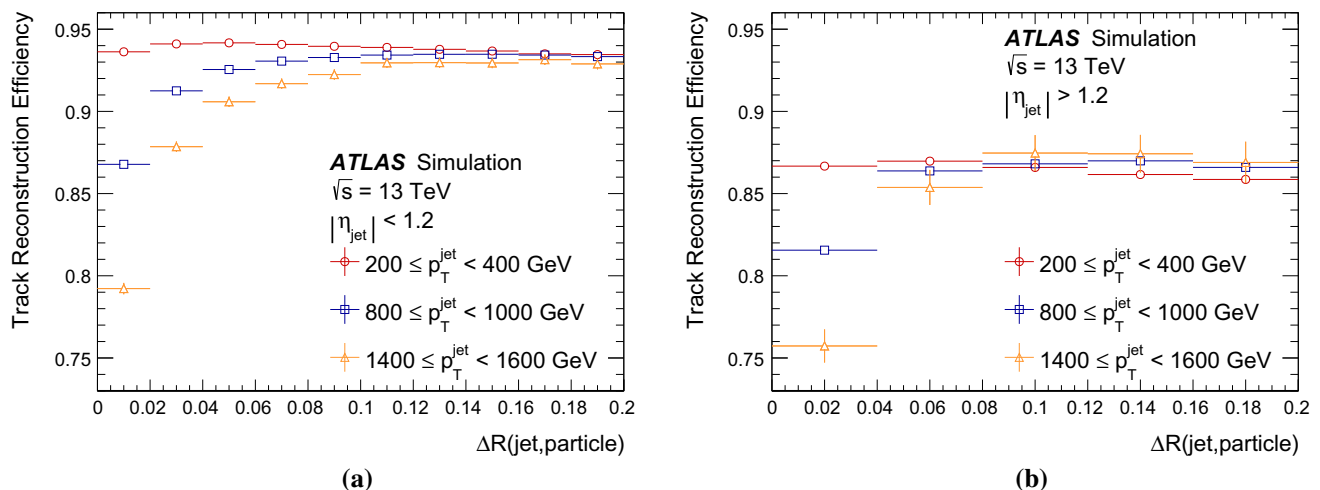 Track Reconstruction Efficiency
0.95
0.9
0.85
0.8
0.75
ATLAS Simulation
√s = 13 TeV
|η_jet| < 1.2
200 ≤ p_T^jet < 400 GeV
800 ≤ p_T^jet < 1000 GeV
1400 ≤ p_T^jet < 1600 GeV
0 0.02 0.04 0.06 0.08 0.1 0.12 0.14 0.16 0.18 0.2
ΔR(jet,particle)
(a)
Track Reconstruction Efficiency
0.95
0.9
0.85
0.8
0.75
ATLAS Simulation
√s = 13 TeV
|η_jet| > 1.2
200 ≤ p_T^jet < 400 GeV
800 ≤ p_T^jet < 1000 GeV
1400 ≤ p_T^jet < 1600 GeV
0 0.02 0.04 0.06 0.08 0.1 0.12 0.14 0.16 0.18 0.2
ΔR(jet,particle)
(b)